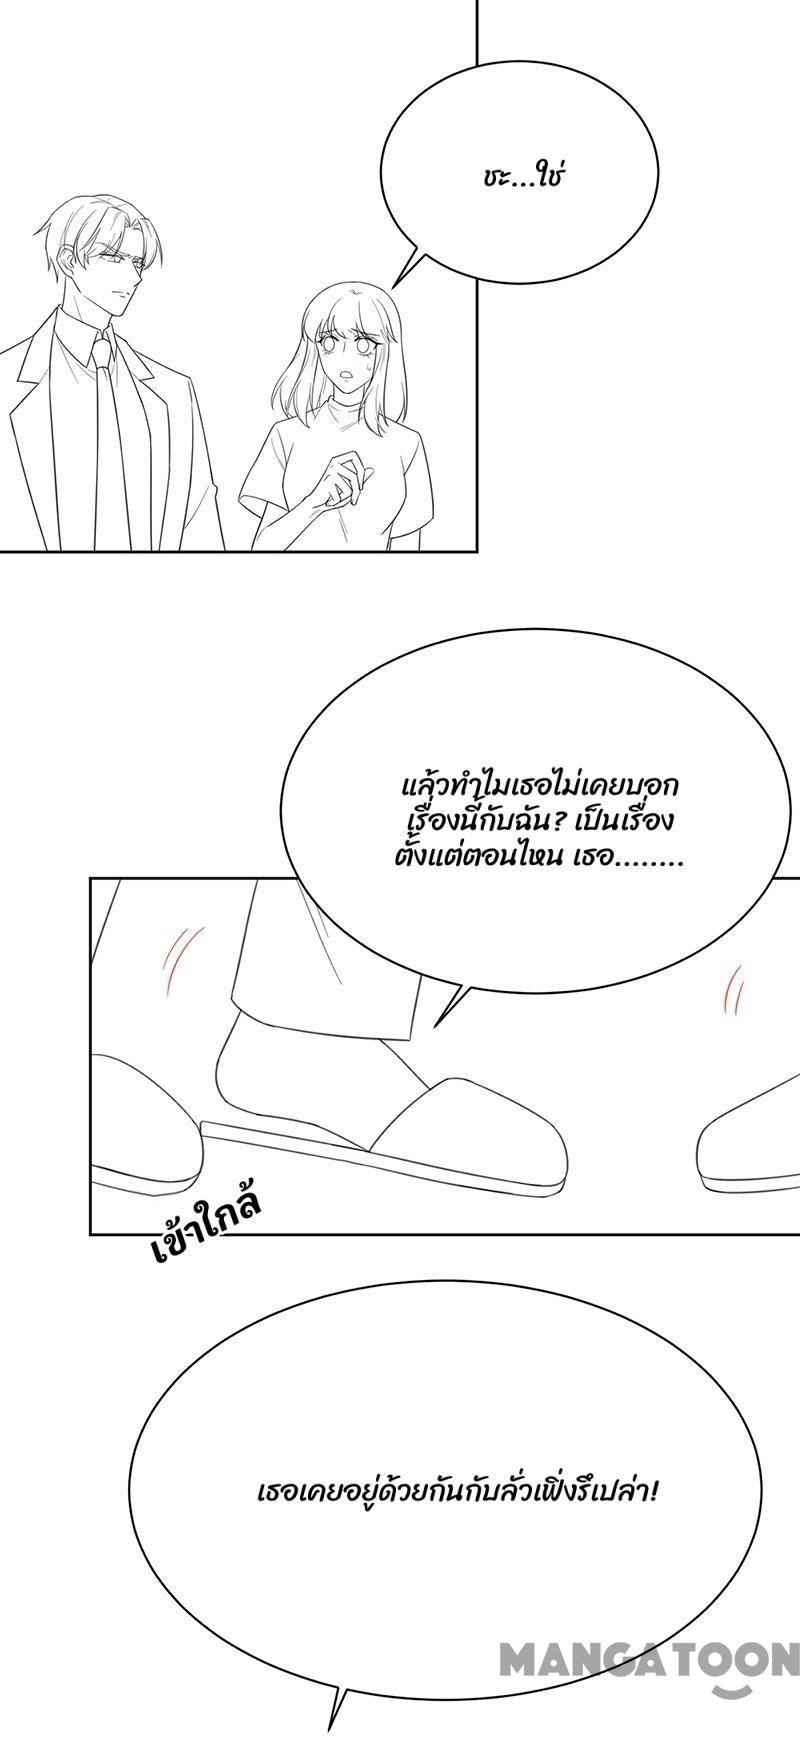 ชะ...ใช่
แล้วทำไมเธอไม่เคยบอก
เรื่องนี้กับฉัน? เป็นเรื่อง
ตั้งแต่ตอนไหน เธอ........
เข้าใกล้
เธอเคยอยู่ด้วยกันกับลั่วเฟิ่งรึเปล่า!
MANGATOON